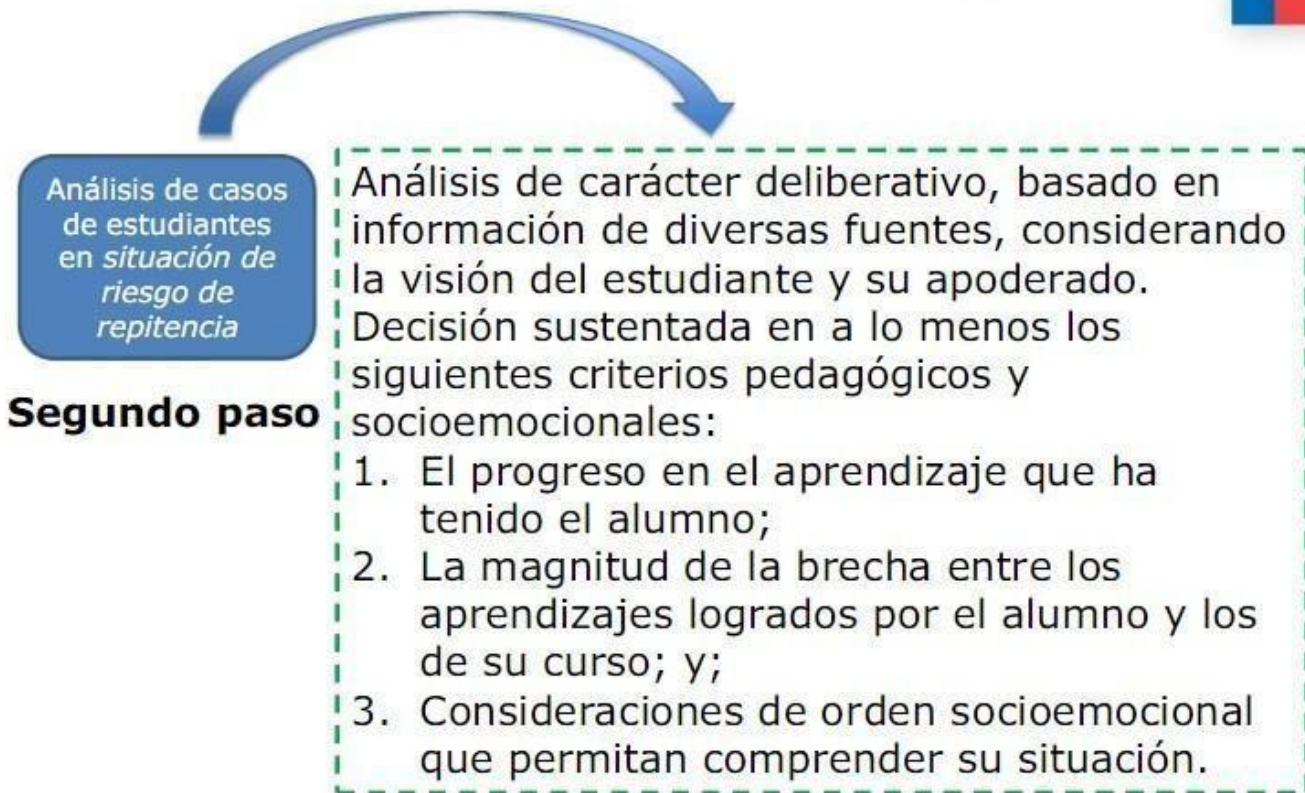 Análisis de casos
de estudiantes
en situación de
riesgo de
repitencia
Segundo paso
Análisis de carácter deliberativo, basado en
información de diversas fuentes, considerando
la visión del estudiante y su apoderado.
Decisión sustentada en a lo menos los
siguientes criterios pedagógicos y
socioemocionales:
1. El progreso en el aprendizaje que ha
tenido el alumno;
2. La magnitud de la brecha entre los
aprendizajes logrados por el alumno y los
de su curso; y;
3. Consideraciones de orden socioemocional
que permitan comprender su situación.